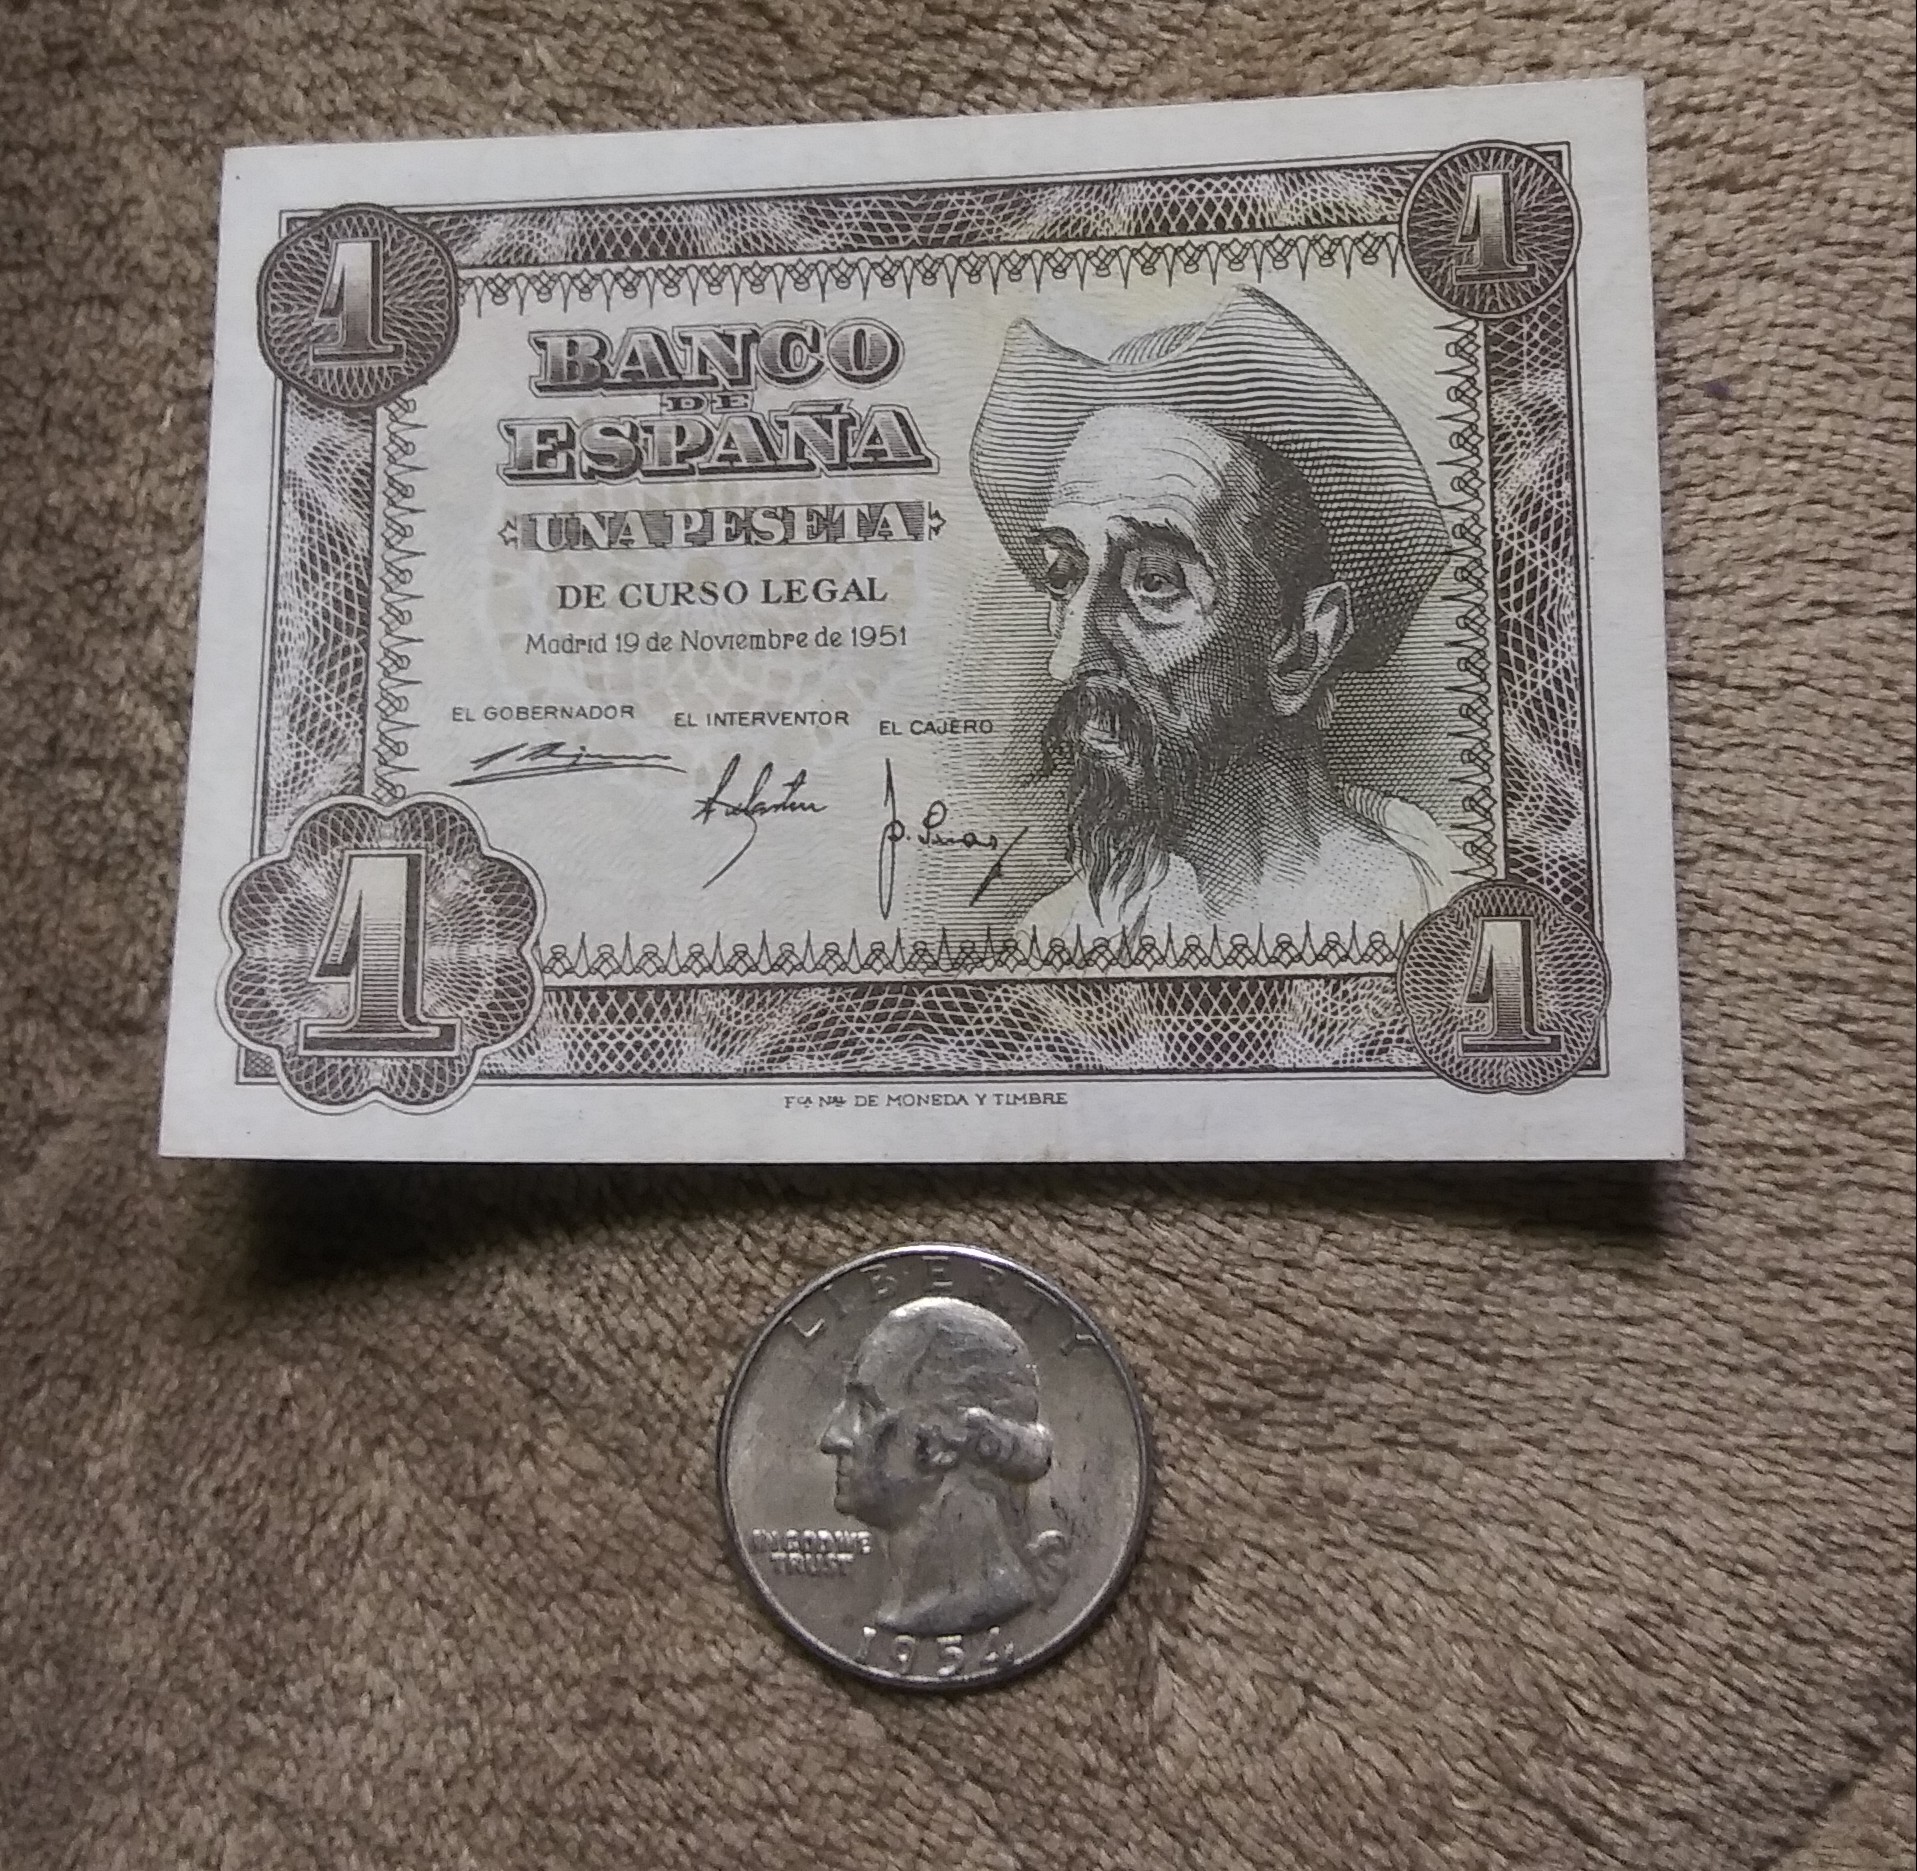 1
1
BANCO
DE
ESPAÑA
UNA PESETA
DE CURSO LEGAL
Madrid 19 de Noviembre de 1951
EL GOBERNADOR EL INTERVENTOR EL CAJERO
1
1
FCA NAL DE MONEDA Y TIMBRE
LIBERTY
IN GOD WE
TRUST
1954